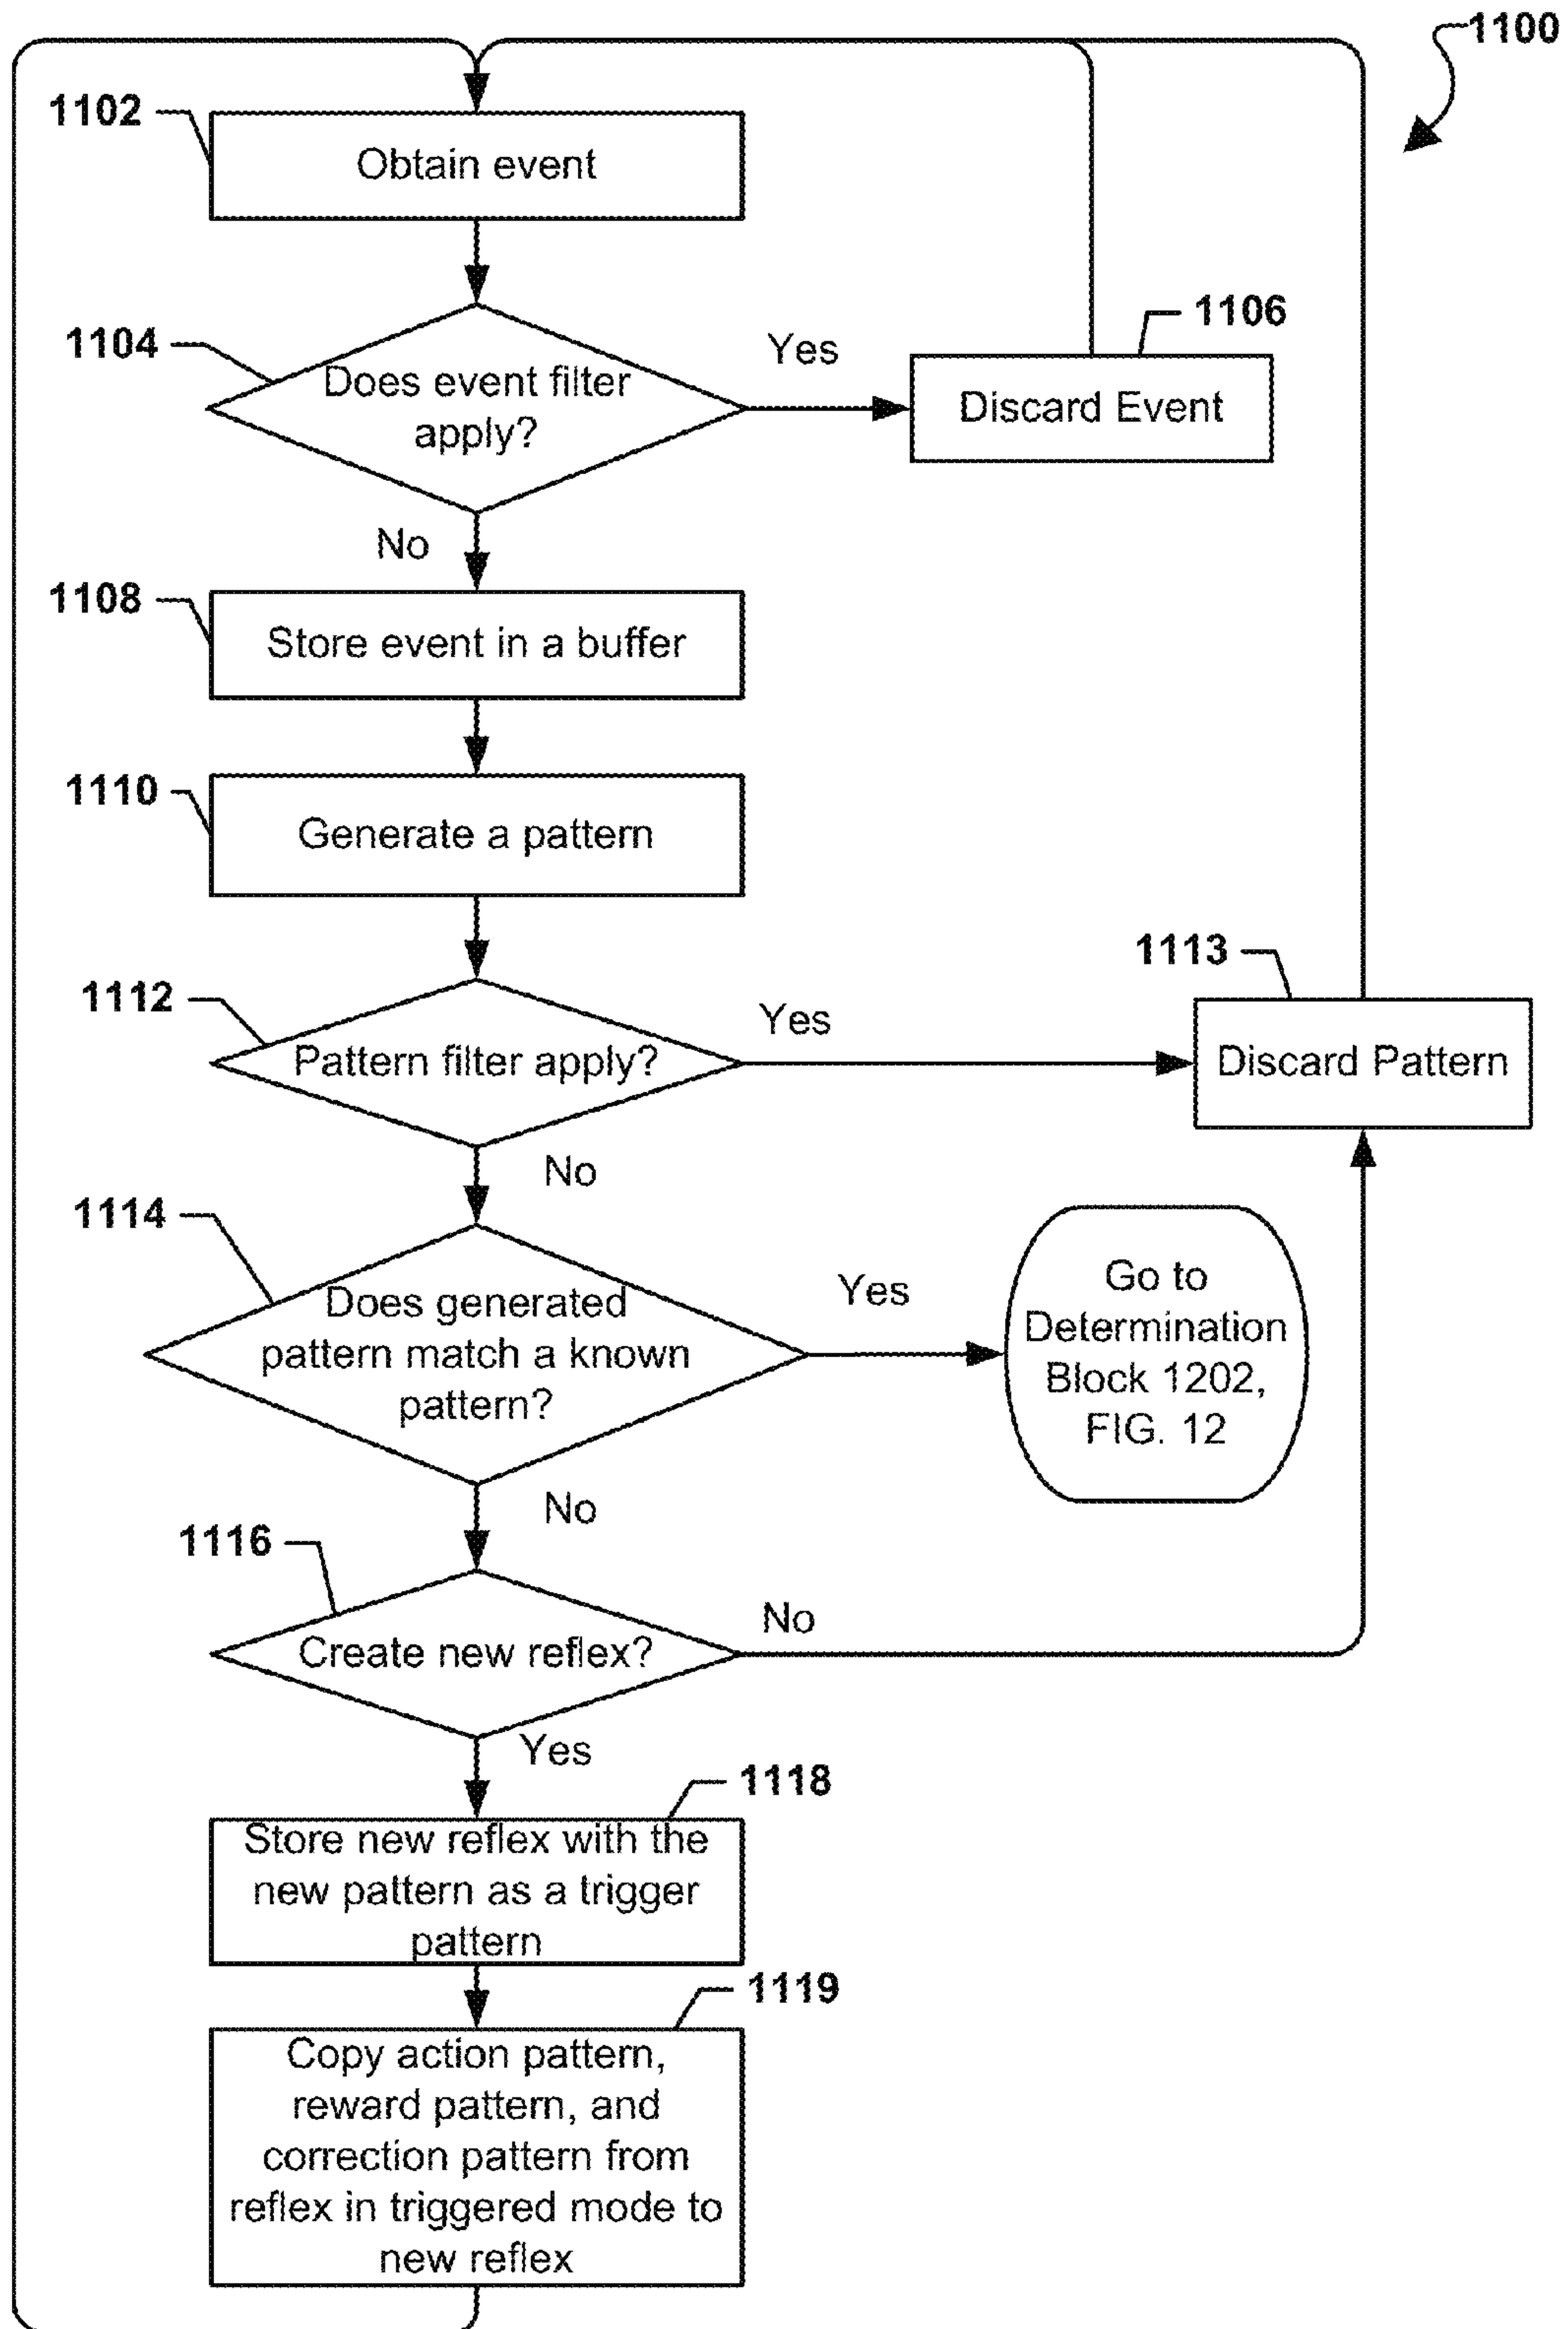 1100
1102
Obtain event
1104
Does event filter
apply?
Yes
1106
Discard Event
No
1108
Store event in a buffer
1110
Generate a pattern
1112
Pattern filter apply?
Yes
1113
Discard Pattern
No
1114
Does generated
pattern match a known
pattern?
Yes
Go to
Determination
Block 1202,
FIG. 12
No
1116
Create new reflex?
No
Yes
1118
Store new reflex with the
new pattern as a trigger
pattern
1119
Copy action pattern,
reward pattern, and
correction pattern from
reflex in triggered mode to
new reflex